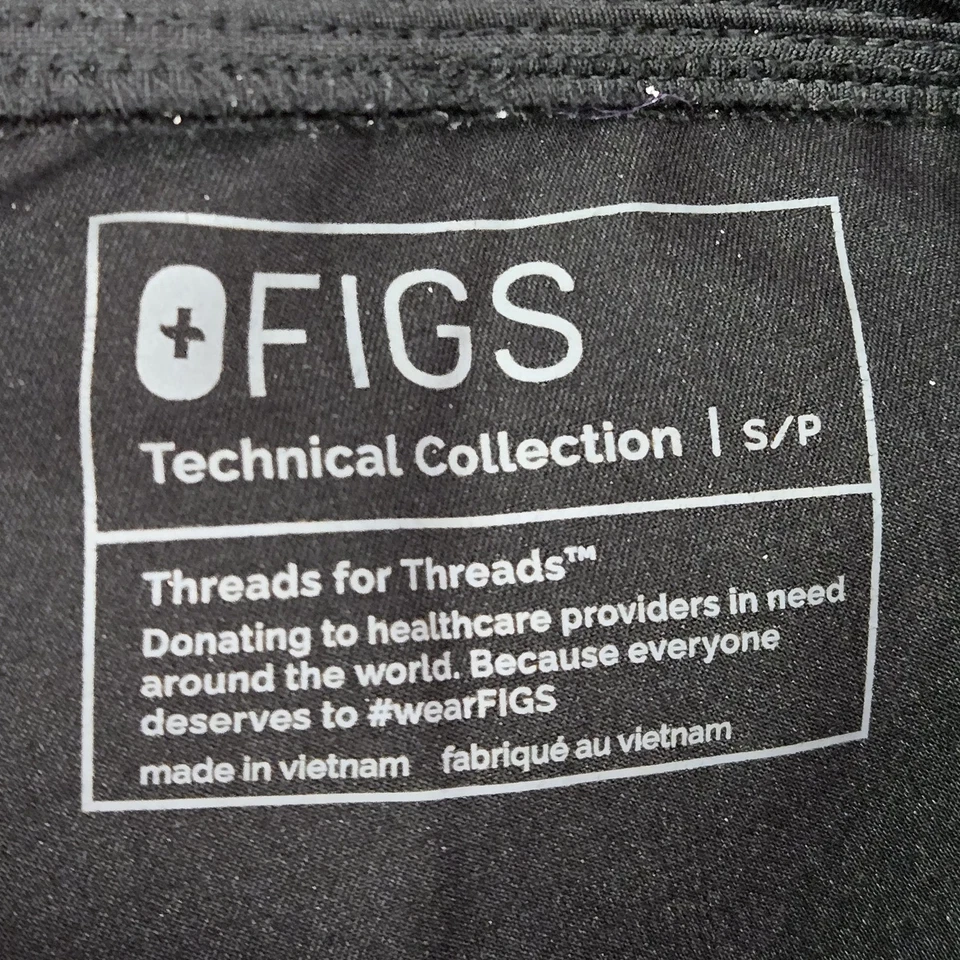 FIGS
Technical Collection | S/P
Threads for Threads™
Donating to healthcare providers in need
around the world. Because everyone
deserves to #wearFIGS
made in vietnam fabriqué au vietnam